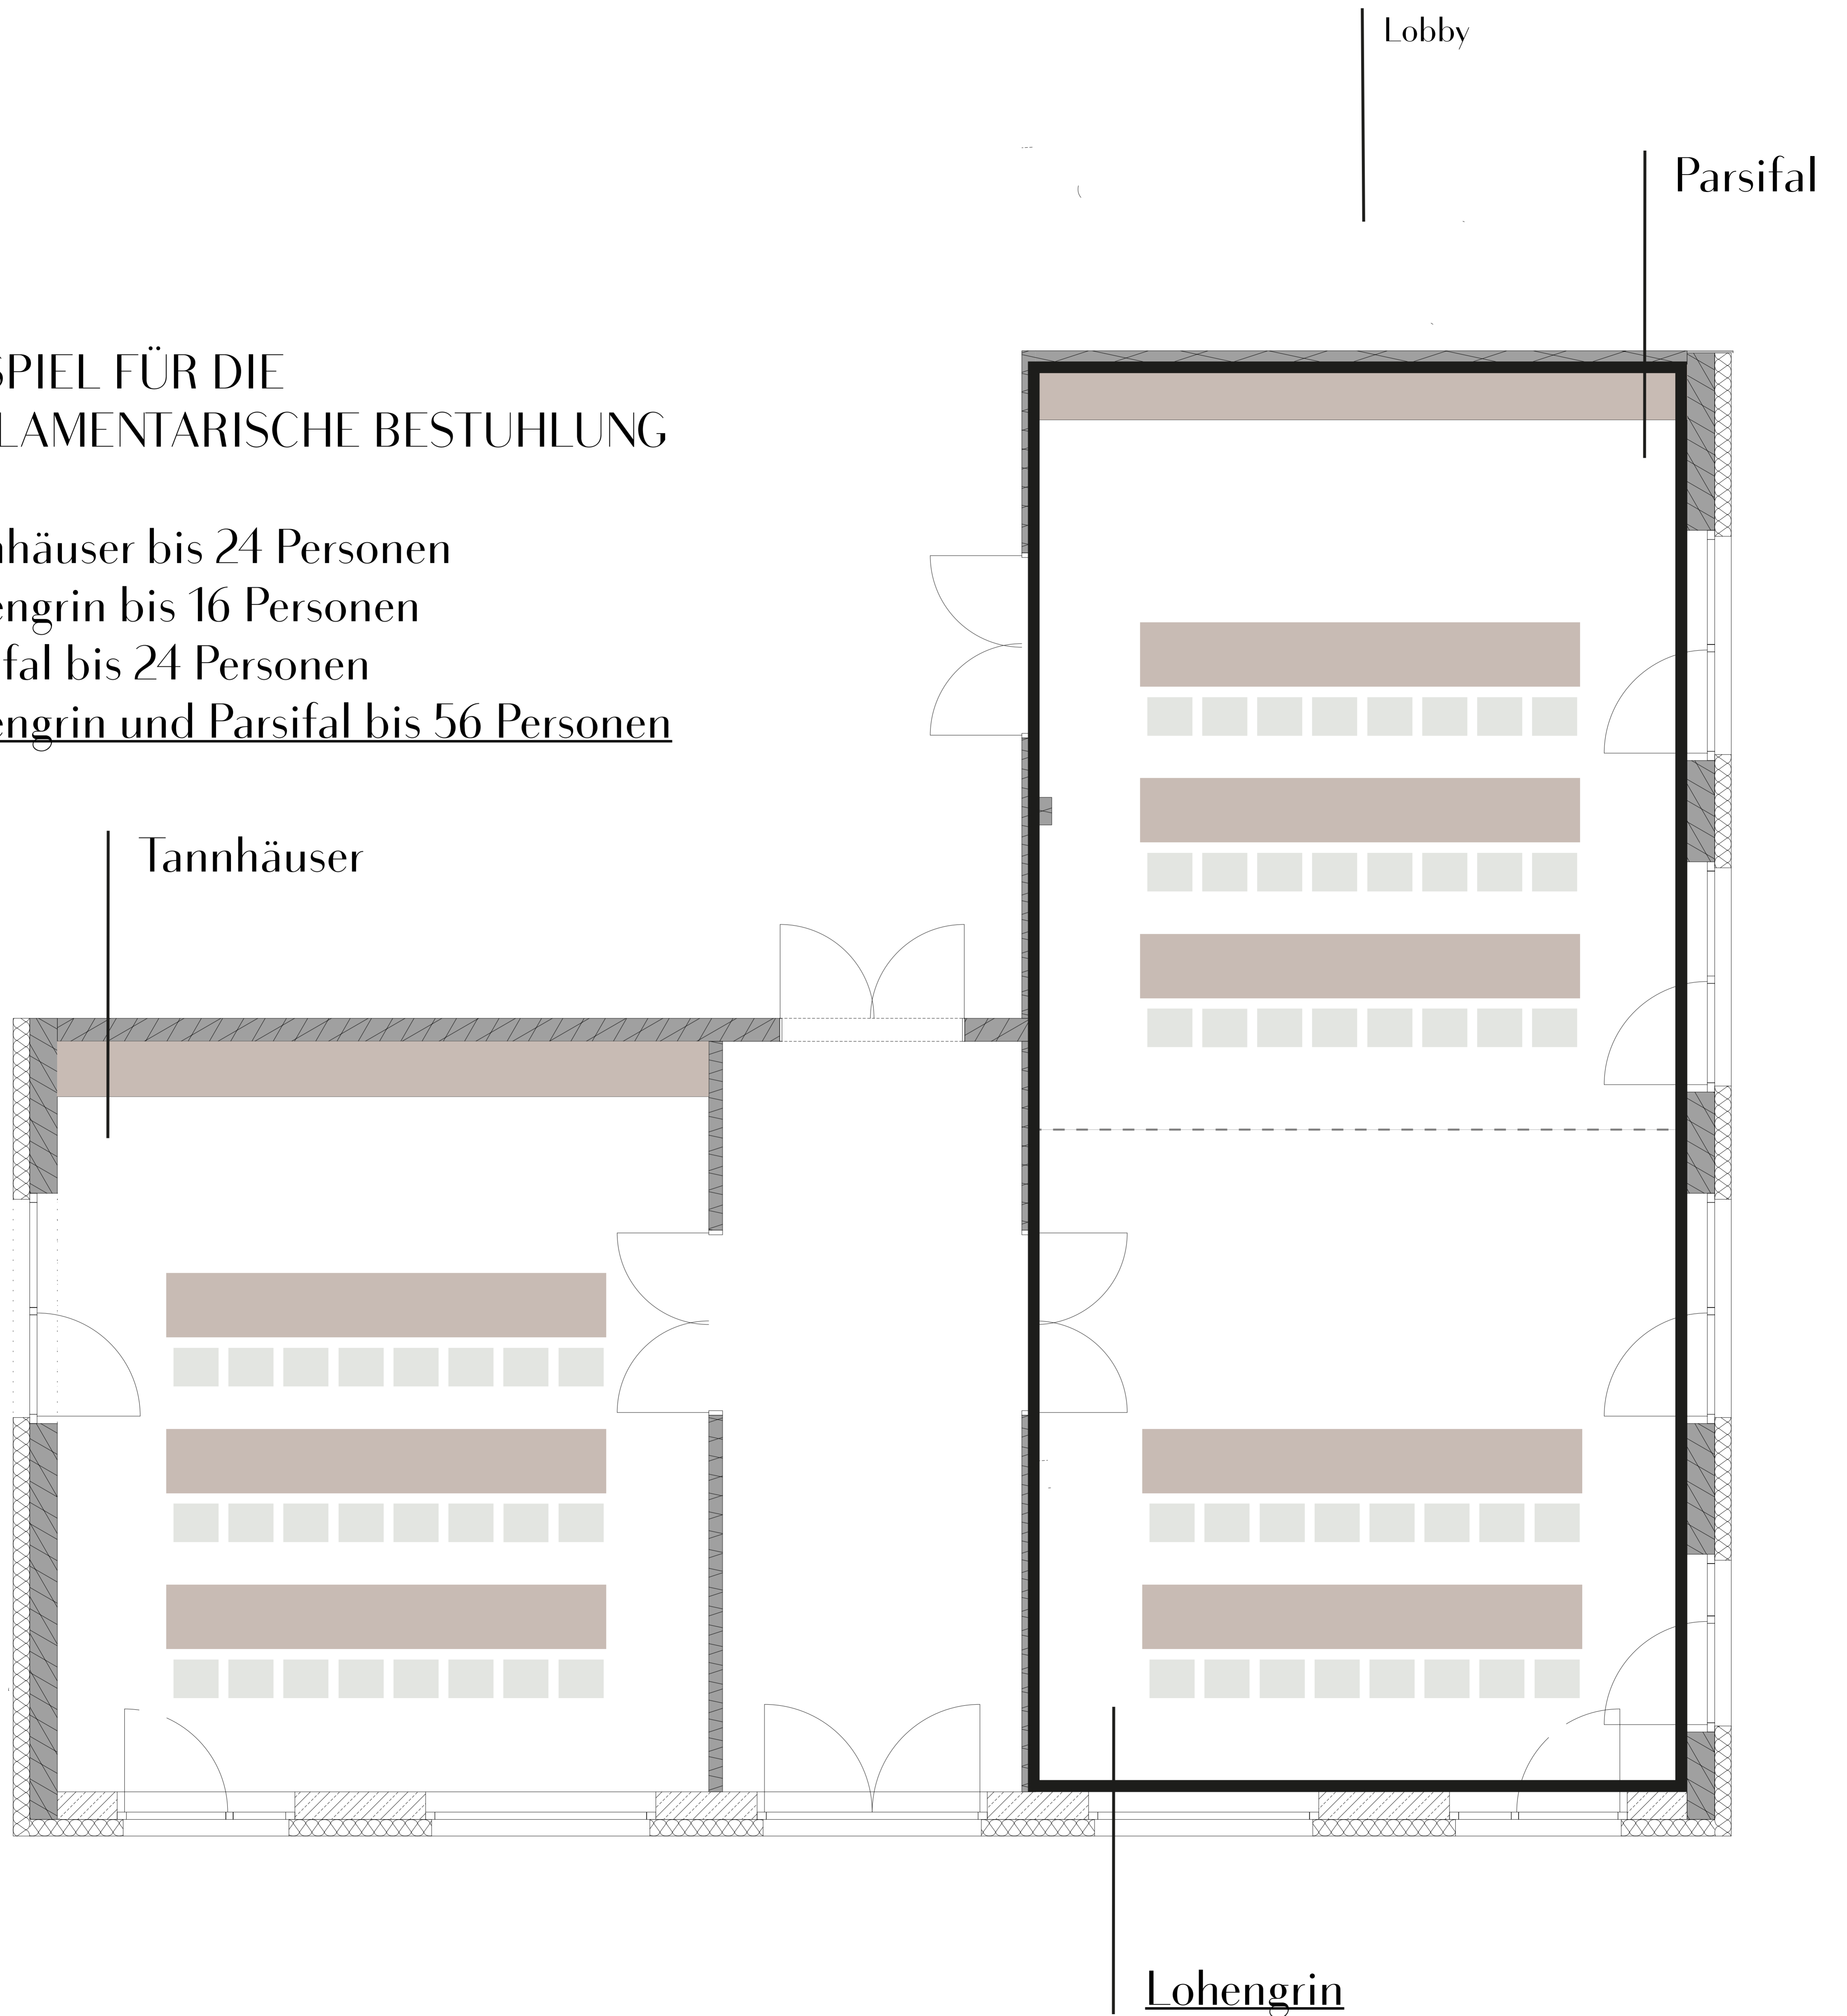 Lobby
Parsifal
SPIEL FÜR DIE
LAMENTARISCHE BESTUHLUNG
nhäuser bis 24 Personen
engrin bis 16 Personen
fal bis 24 Personen
engrin und Parsifal bis 56 Personen
Tannhäuser
Lohengrin